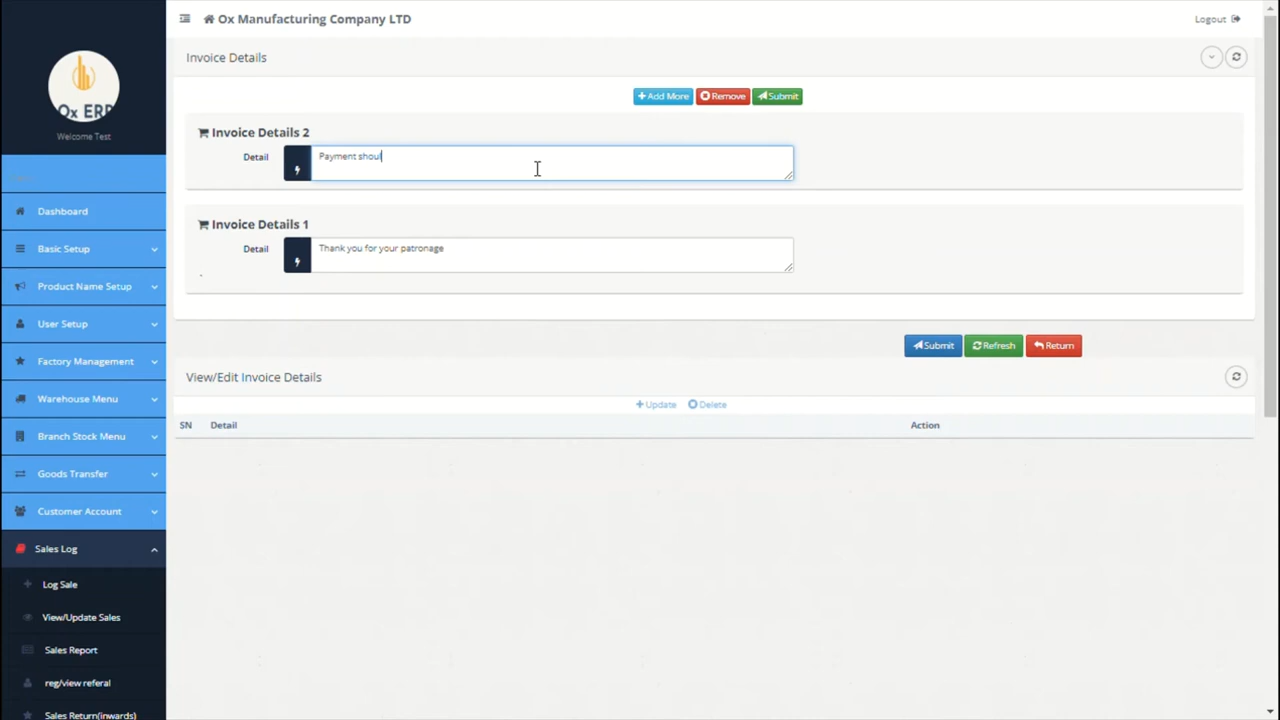 Ox Manufacturing Company LTD
Logout
Ox ERP
Welcome Test
Dashboard
Basic Setup
Product Name Setup
User Setup
Factory Management
Warehouse Menu
Branch Stock Menu
Goods Transfer
Customer Account
Sales Log
Log Sale
View/Update Sales
Sales Report
reg/view referal
Sales Return(inwards)
Invoice Details
Add More Remove Submit
Invoice Details 2
Detail Payment shoul
Invoice Details 1
Detail Thank you for your patronage
Submit Refresh Return
View/Edit Invoice Details
Update Delete
SN Detail Action